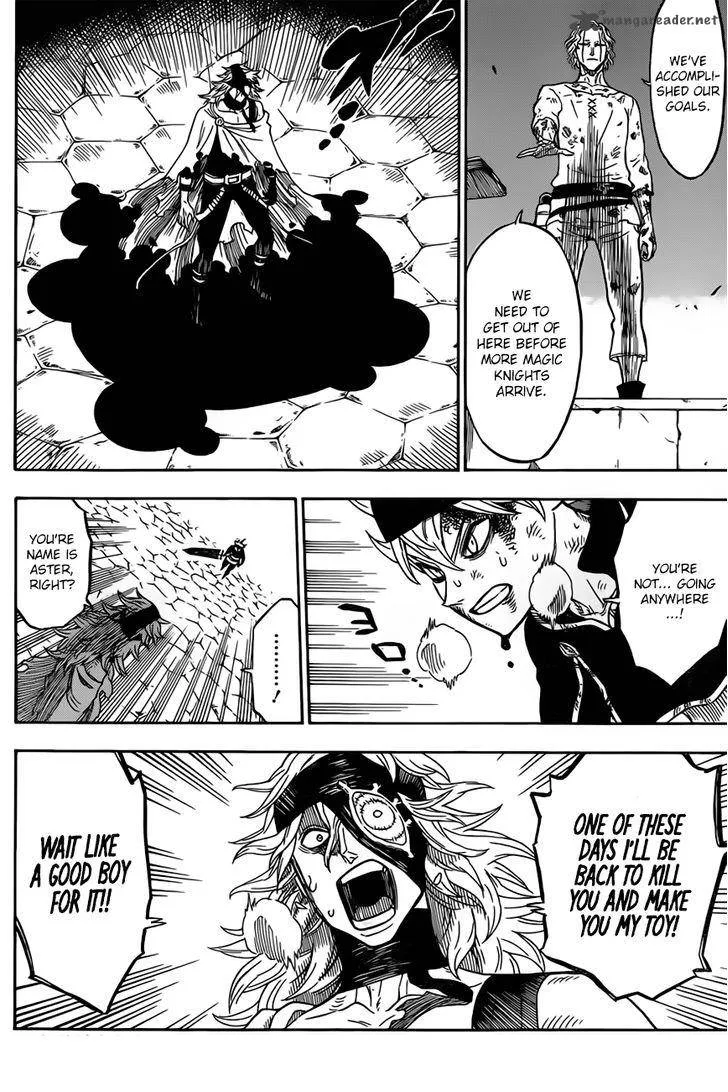 mangareader.net
WE'VE
ACCOMPLI-
SHED OUR
GOALS.
WE
NEED TO
GET OUT OF
HERE BEFORE
MORE MAGIC
KNIGHTS
ARRIVE.
YOU'RE
NOT... GOING
ANYWHERE
...!
YOU'RE
NAME IS
ASTER,
RIGHT?
........!
ONE OF THESE
DAYS I'LL BE
BACK TO KILL
YOU AND MAKE
YOU MY TOY!
WAIT LIKE
A GOOD BOY
FOR IT!!